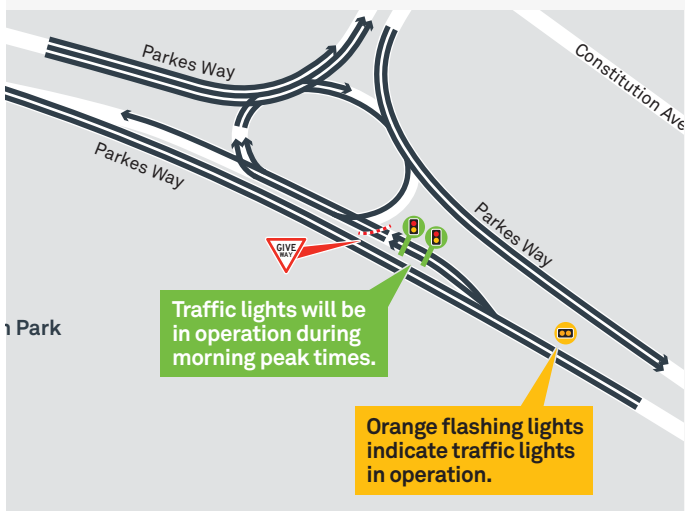 Parkes Way
Constitution Ave
Parkes Way
Parkes Way
GIVE
WAY
Traffic lights will be
in operation during
morning peak times.
n Park
Orange flashing lights
indicate traffic lights
in operation.